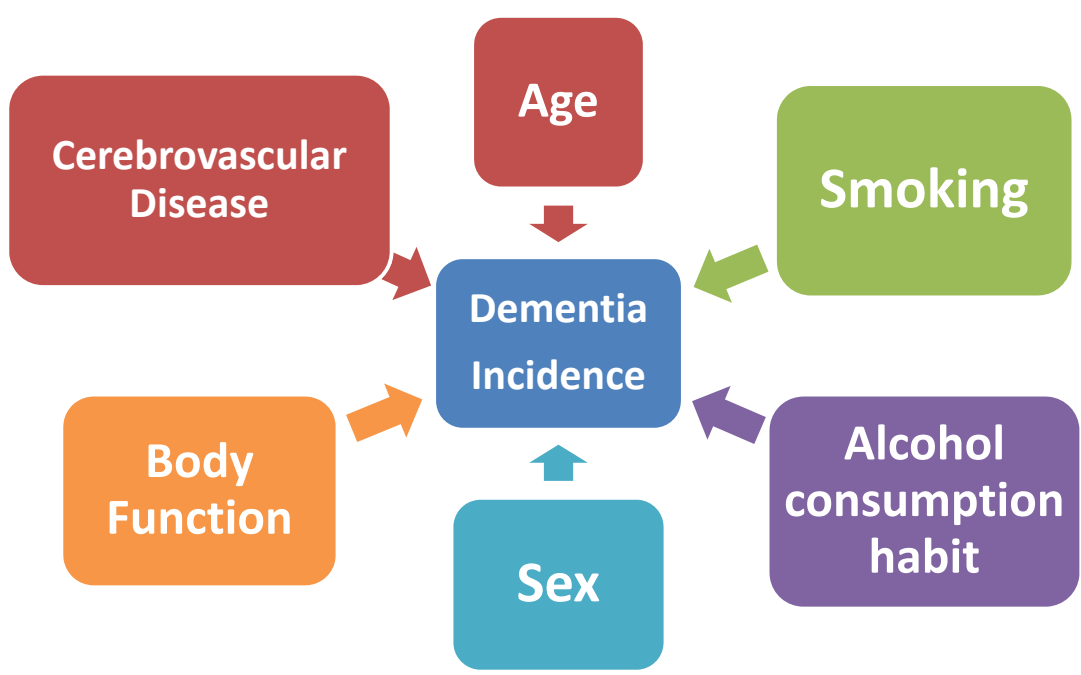 Age
Cerebrovascular
Disease
Smoking
Dementia
Incidence
Body
Function
Alcohol
consumption
habit
Sex